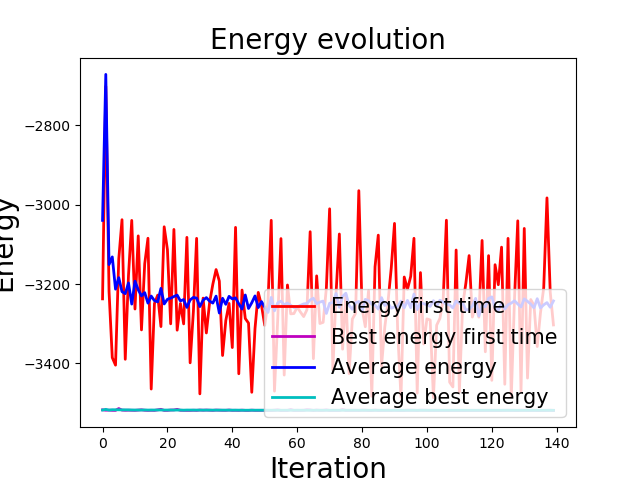 Energy evolution
Energy
−2800
−3000
−3200
−3400
0 20 40 60 80 100 120 140
Iteration
Energy first time
Best energy first time
Average energy
Average best energy